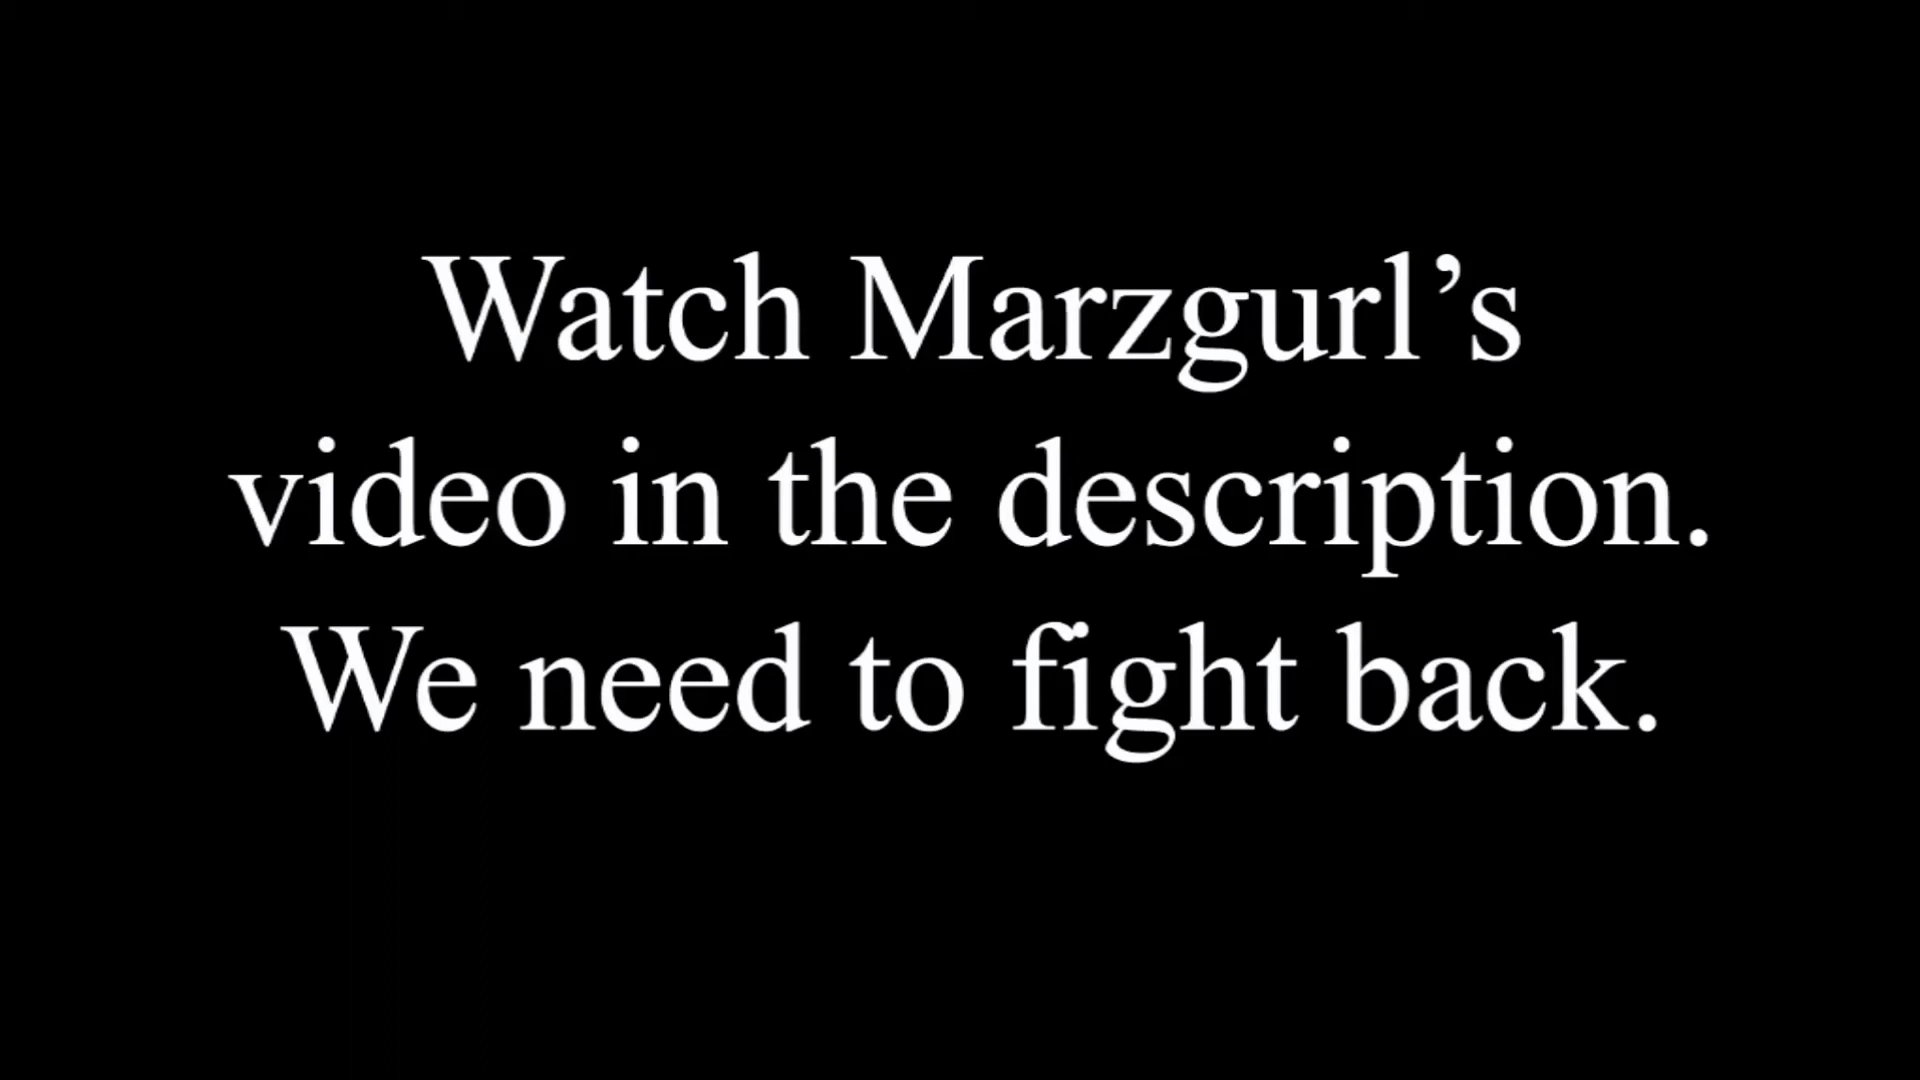 Watch Marzgurl’s
video in the description.
We need to fight back.